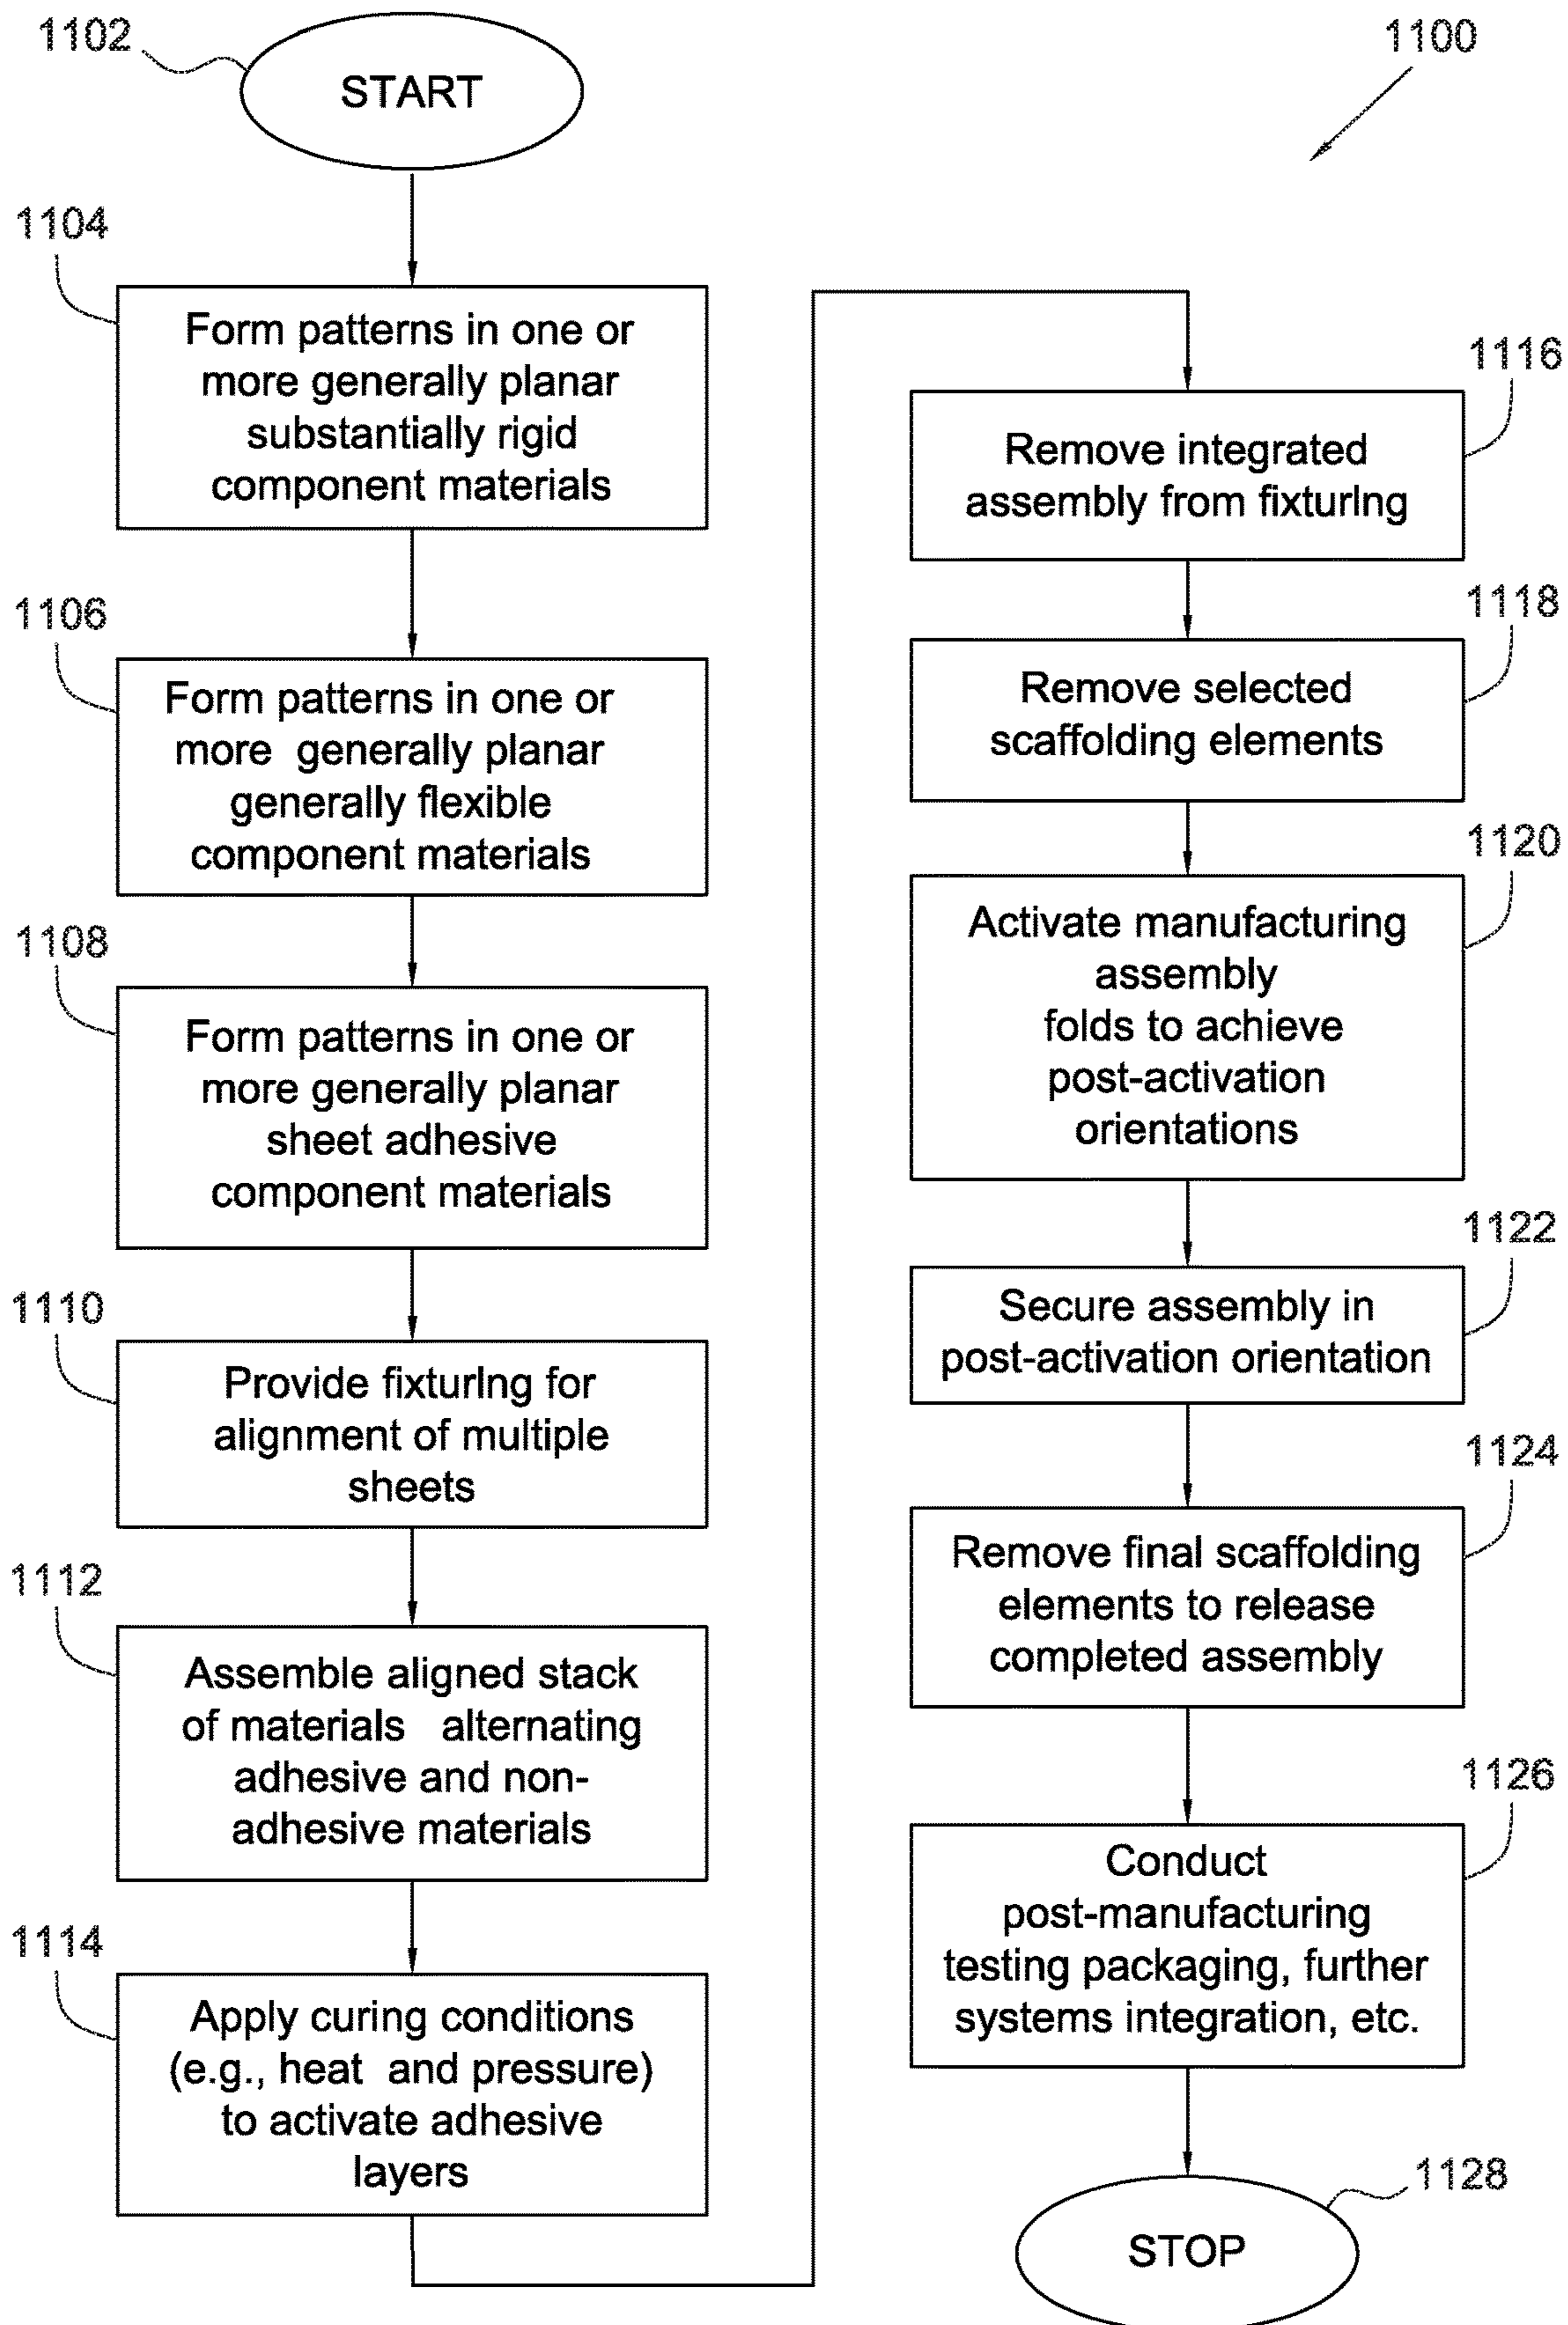 1102
START
1100
1104
Form patterns in one or
more generally planar
substantially rigid
component materials
1106
Form patterns in one or
more generally planar
generally flexible
component materials
1108
Form patterns in one or
more generally planar
sheet adhesive
component materials
1110
Provide fixturing for
alignment of multiple
sheets
1112
Assemble aligned stack
of materials alternating
adhesive and non-
adhesive materials
1114
Apply curing conditions
(e.g., heat and pressure)
to activate adhesive
layers
1116
Remove integrated
assembly from fixturing
1118
Remove selected
scaffolding elements
1120
Activate manufacturing
assembly
folds to achieve
post-activation
orientations
1122
Secure assembly in
post-activation orientation
1124
Remove final scaffolding
elements to release
completed assembly
1126
Conduct
post-manufacturing
testing packaging, further
systems integration, etc.
1128
STOP